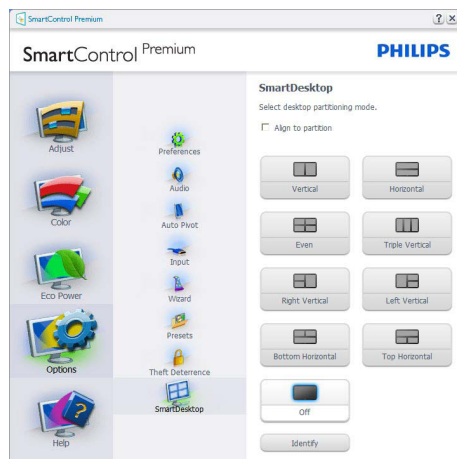 SmartControl Premium
SmartControl Premium
PHILIPS
Adjust
Color
Eco Power
Options
Help
Preferences
Audio
Auto Pivot
Input
Wizard
Presets
Theft Deterrence
SmartDesktop
SmartDesktop
Select desktop partitioning mode.
Align to partition
Vertical
Horizontal
Even
Triple Vertical
Right Vertical
Left Vertical
Bottom Horizontal
Top Horizontal
Off
Identify